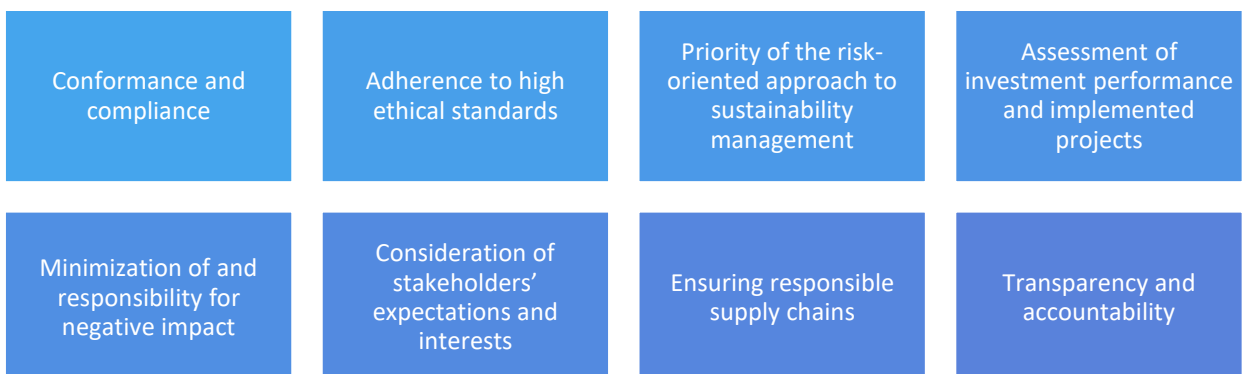 Conformance and
compliance
Adherence to high
ethical standards
Priority of the risk-
oriented approach to
sustainability
management
Assessment of
investment performance
and implemented
projects
Minimization of and
responsibility for
negative impact
Consideration of
stakeholders’
expectations and
interests
Ensuring responsible
supply chains
Transparency and
accountability